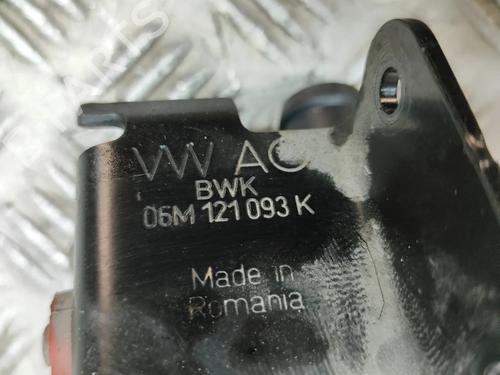 VW AG
BWK
06M 121 093 K
Made in
Romania